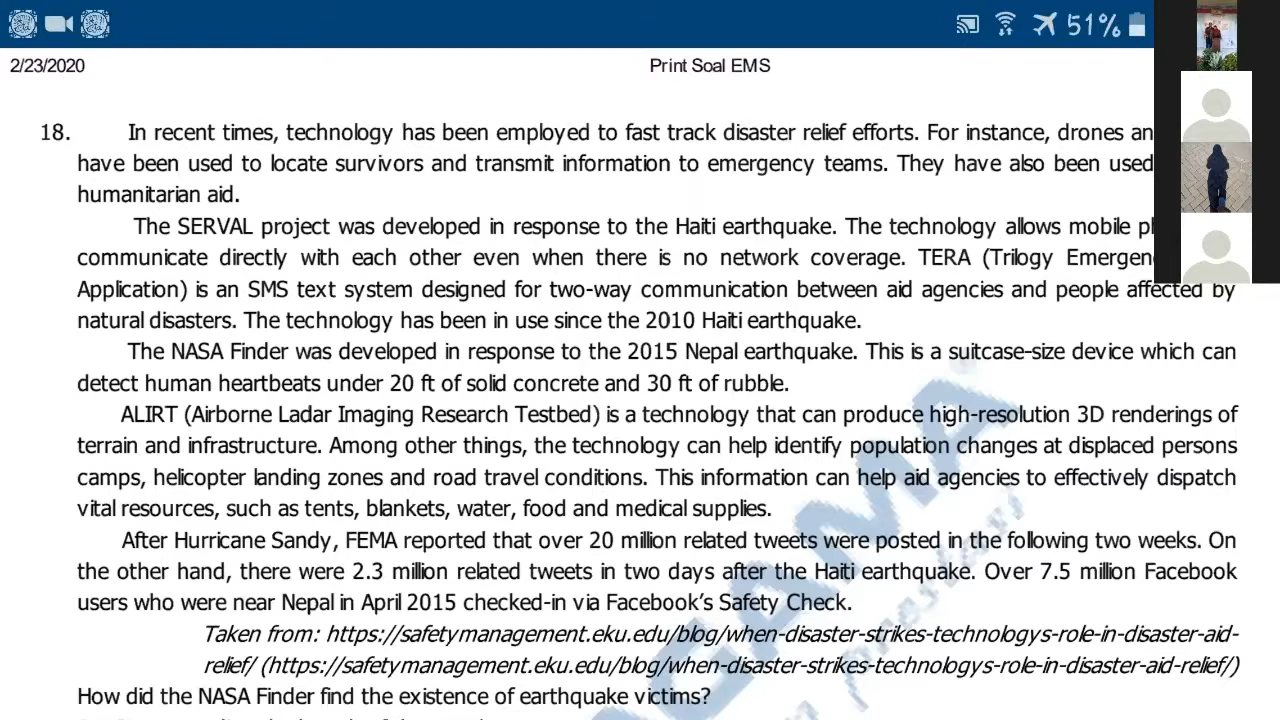 51%
2/23/2020
Print Soal EMS
18. In recent times, technology has been employed to fast track disaster relief efforts. For instance, drones an
have been used to locate survivors and transmit information to emergency teams. They have also been used
humanitarian aid.
The SERVAL project was developed in response to the Haiti earthquake. The technology allows mobile ph
communicate directly with each other even when there is no network coverage. TERA (Trilogy Emergen
Application) is an SMS text system designed for two-way communication between aid agencies and people affected by
natural disasters. The technology has been in use since the 2010 Haiti earthquake.
The NASA Finder was developed in response to the 2015 Nepal earthquake. This is a suitcase-size device which can
detect human heartbeats under 20 ft of solid concrete and 30 ft of rubble.
ALIRT (Airborne Ladar Imaging Research Testbed) is a technology that can produce high-resolution 3D renderings of
terrain and infrastructure. Among other things, the technology can help identify population changes at displaced persons
camps, helicopter landing zones and road travel conditions. This information can help aid agencies to effectively dispatch
vital resources, such as tents, blankets, water, food and medical supplies.
After Hurricane Sandy, FEMA reported that over 20 million related tweets were posted in the following two weeks. On
the other hand, there were 2.3 million related tweets in two days after the Haiti earthquake. Over 7.5 million Facebook
users who were near Nepal in April 2015 checked-in via Facebook's Safety Check.
Taken from: https://safetymanagement.eku.edu/blog/when-disaster-strikes-technologys-role-in-disaster-aid-
relief/ (https://safetymanagement.eku.edu/blog/when-disaster-strikes-technologys-role-in-disaster-aid-relief/)
How did the NASA Finder find the existence of earthquake victims?